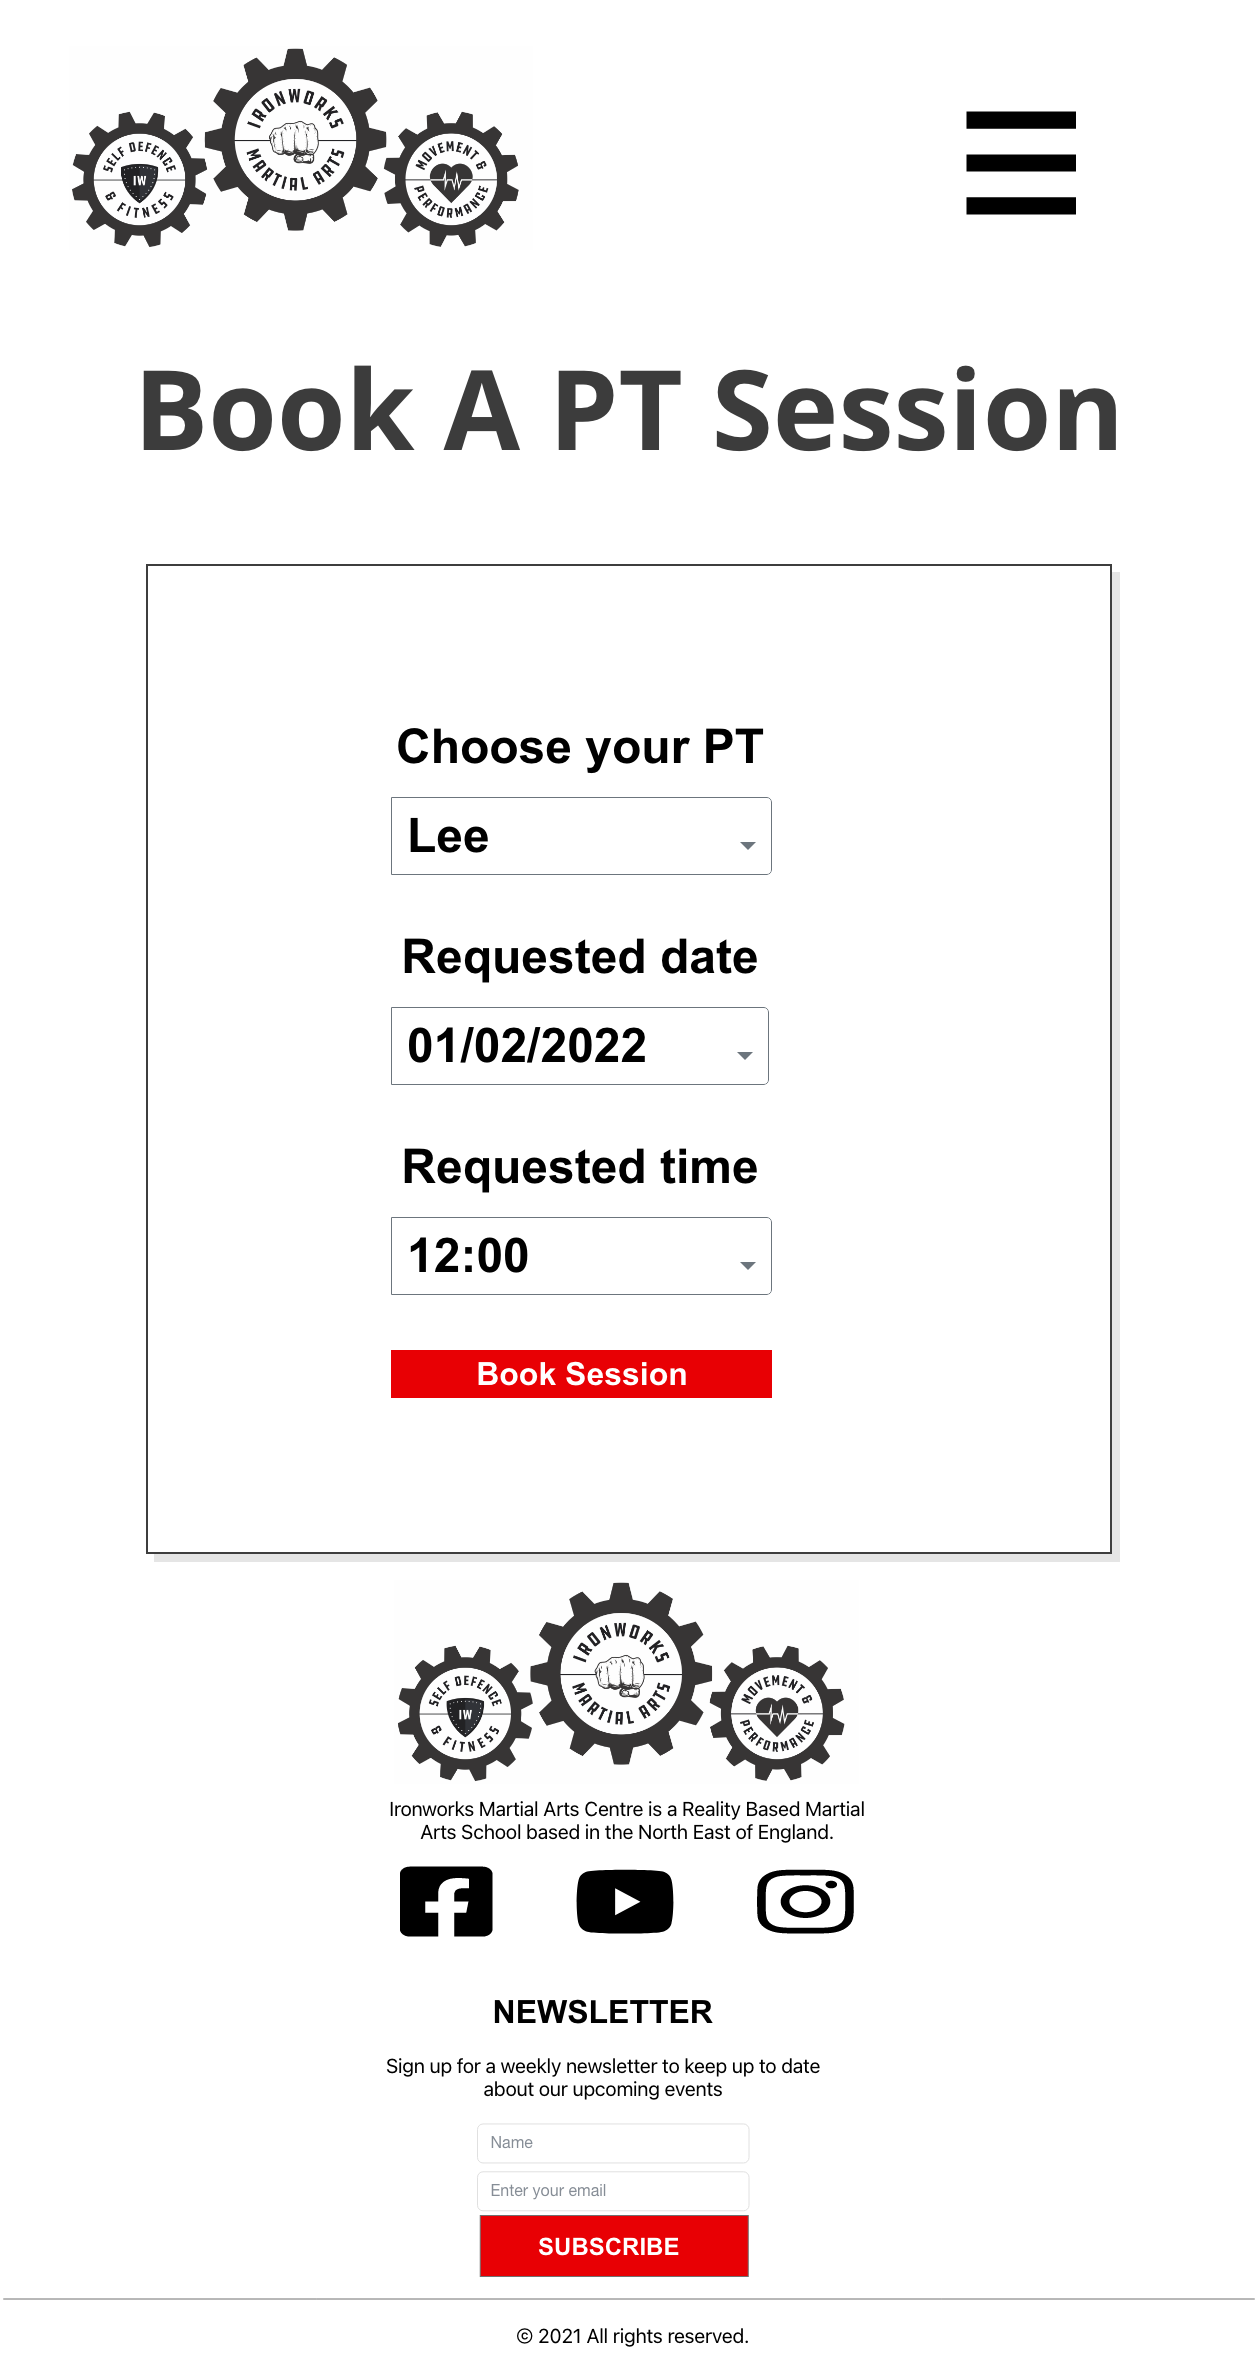 SELF DEFENCE
IW
& FITNESS
IRONWORKS
MARTIAL ARTS
MOVEMENT &
PERFORMANCE
Book A PT Session
Choose your PT
Lee
Requested date
01/02/2022
Requested time
12:00
Book Session
SELF DEFENCE
IW
& FITNESS
IRONWORKS
MARTIAL ARTS
MOVEMENT &
PERFORMANCE
Ironworks Martial Arts Centre is a Reality Based Martial
Arts School based in the North East of England.
NEWSLETTER
Sign up for a weekly newsletter to keep up to date
about our upcoming events
Name
Enter your email
SUBSCRIBE
© 2021 All rights reserved.